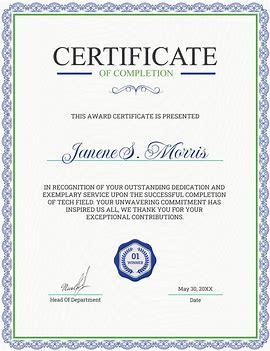 CERTIFICATE
OF COMPLETION
THIS AWARD CERTIFICATE IS PRESENTED
Janene S. Morris
IN RECOGNITION OF YOUR OUTSTANDING DEDICATION AND
EXEMPLARY SERVICE UPON THE SUCCESSFUL COMPLETION
OF TECH FIELD. YOUR UNWAVERING COMMITMENT HAS
INSPIRED US ALL, WE THANK YOU FOR YOUR
EXCEPTIONAL CONTRIBUTIONS.
01
WINNER
Head Of Department
May 30, 20XX
Date